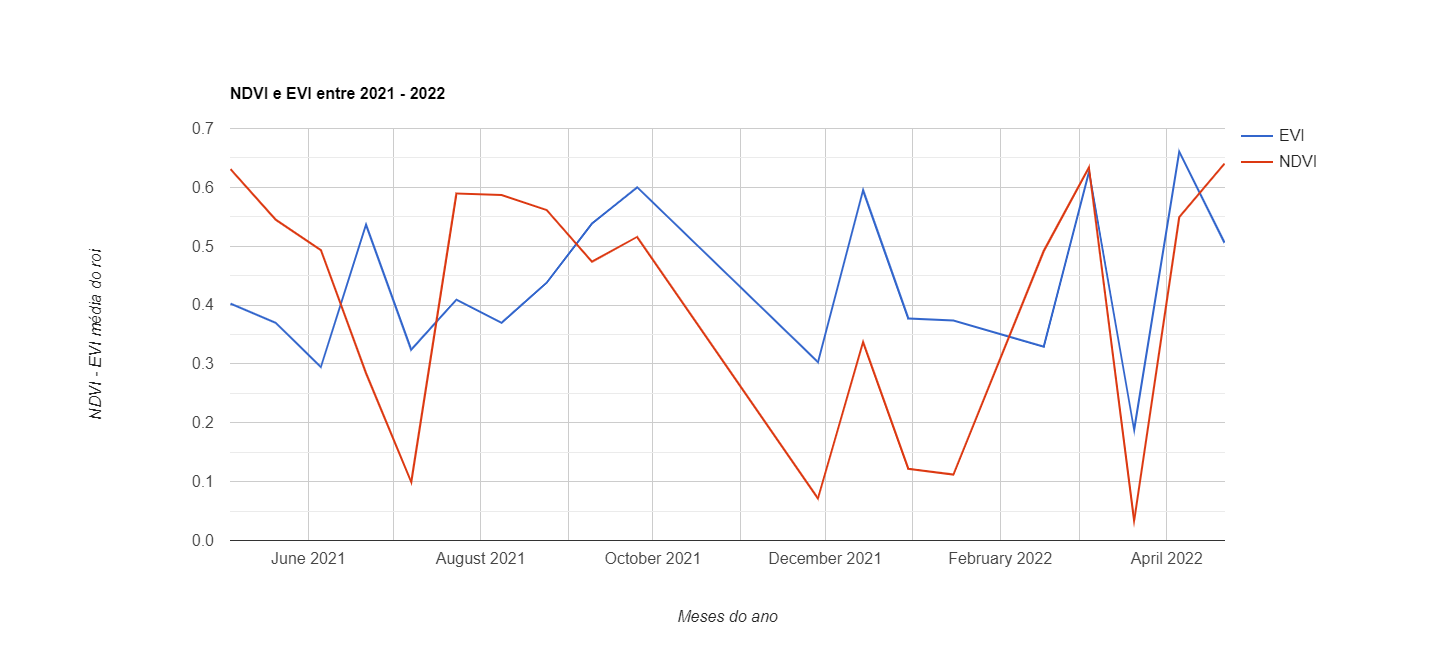 NDVI e EVI entre 2021 - 2022
EVI
NDVI
NDVI - EVI média do roi
0.7
0.6
0.5
0.4
0.3
0.2
0.1
0.0
June 2021
August 2021
October 2021
December 2021
February 2022
April 2022
Meses do ano